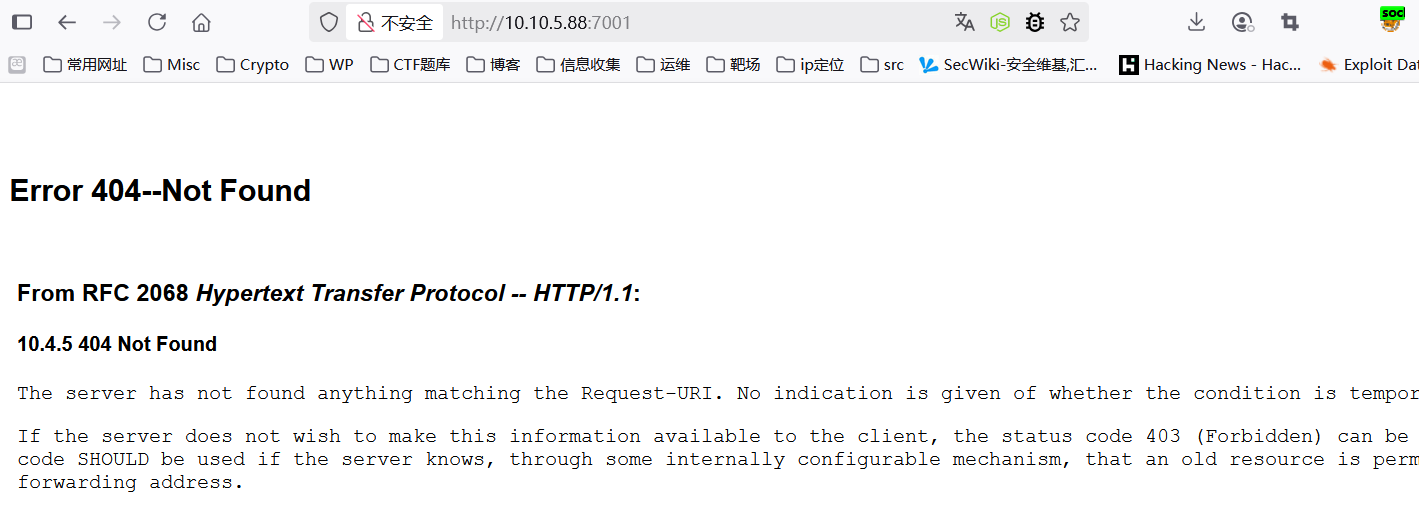 不安全 http://10.10.5.88:7001
soc
常用网址 Misc Crypto WP CTF题库 博客 信息收集 运维 靶场 ip定位 src SecWiki-安全维基,汇... Hacking News - Hac... Exploit Dat
Error 404--Not Found
From RFC 2068 Hypertext Transfer Protocol -- HTTP/1.1:
10.4.5 404 Not Found
The server has not found anything matching the Request-URI. No indication is given of whether the condition is tempor
If the server does not wish to make this information available to the client, the status code 403 (Forbidden) can be
code SHOULD be used if the server knows, through some internally configurable mechanism, that an old resource is perm
forwarding address.